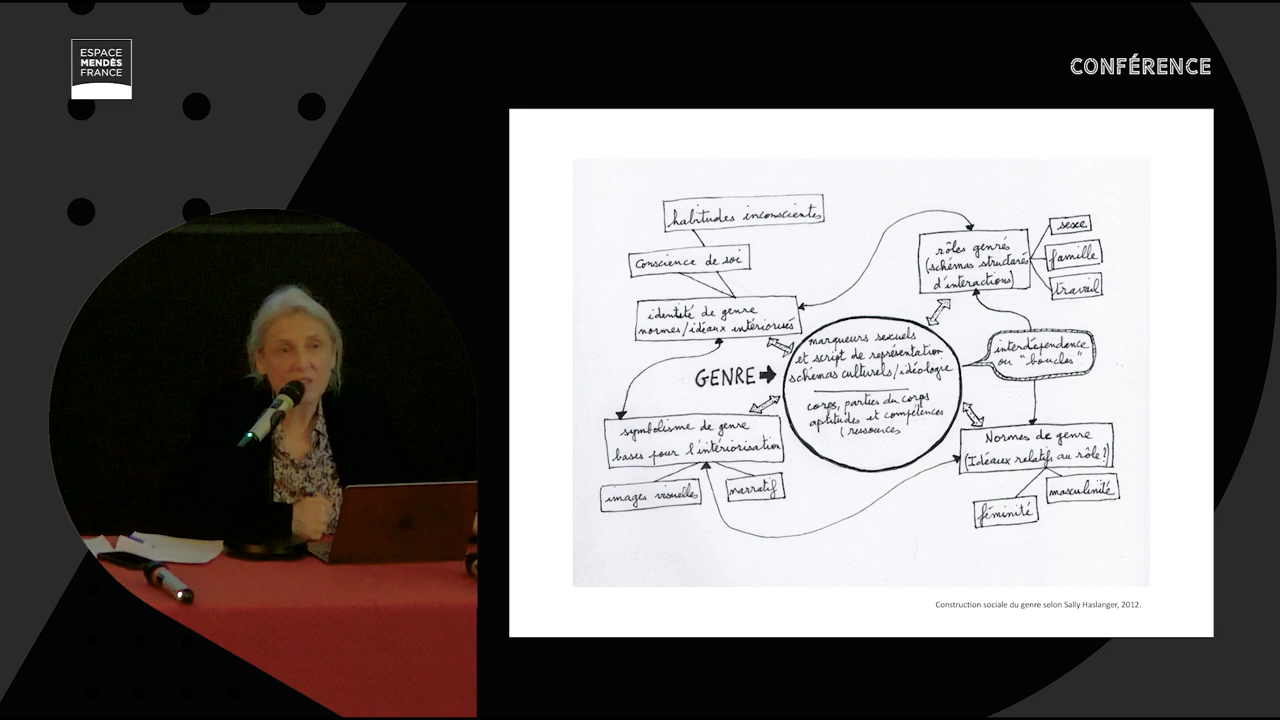 ESPACE
MENDÈS
FRANCE
CONFÉRENCE
habitudes inconscientes
Conscience de soi
identité de genre
normes/idéaux intériorisés
rôles genrés
(schémas structurés
d'interactions)
sexe
famille
travail
GENRE
marqueurs sexuels
et script de représentation
schémas culturels/idéologie
corps, parties du corps
aptitudes et compétences
(ressources
interdépendance
ou "boucles"
symbolisme de genre
bases pour l'intériorisation
images visuelles
narratif
Normes de genre
(Idéaux relatifs au rôle!)
féminité
masculinité
Construction sociale du genre selon Sally Haslanger, 2012.